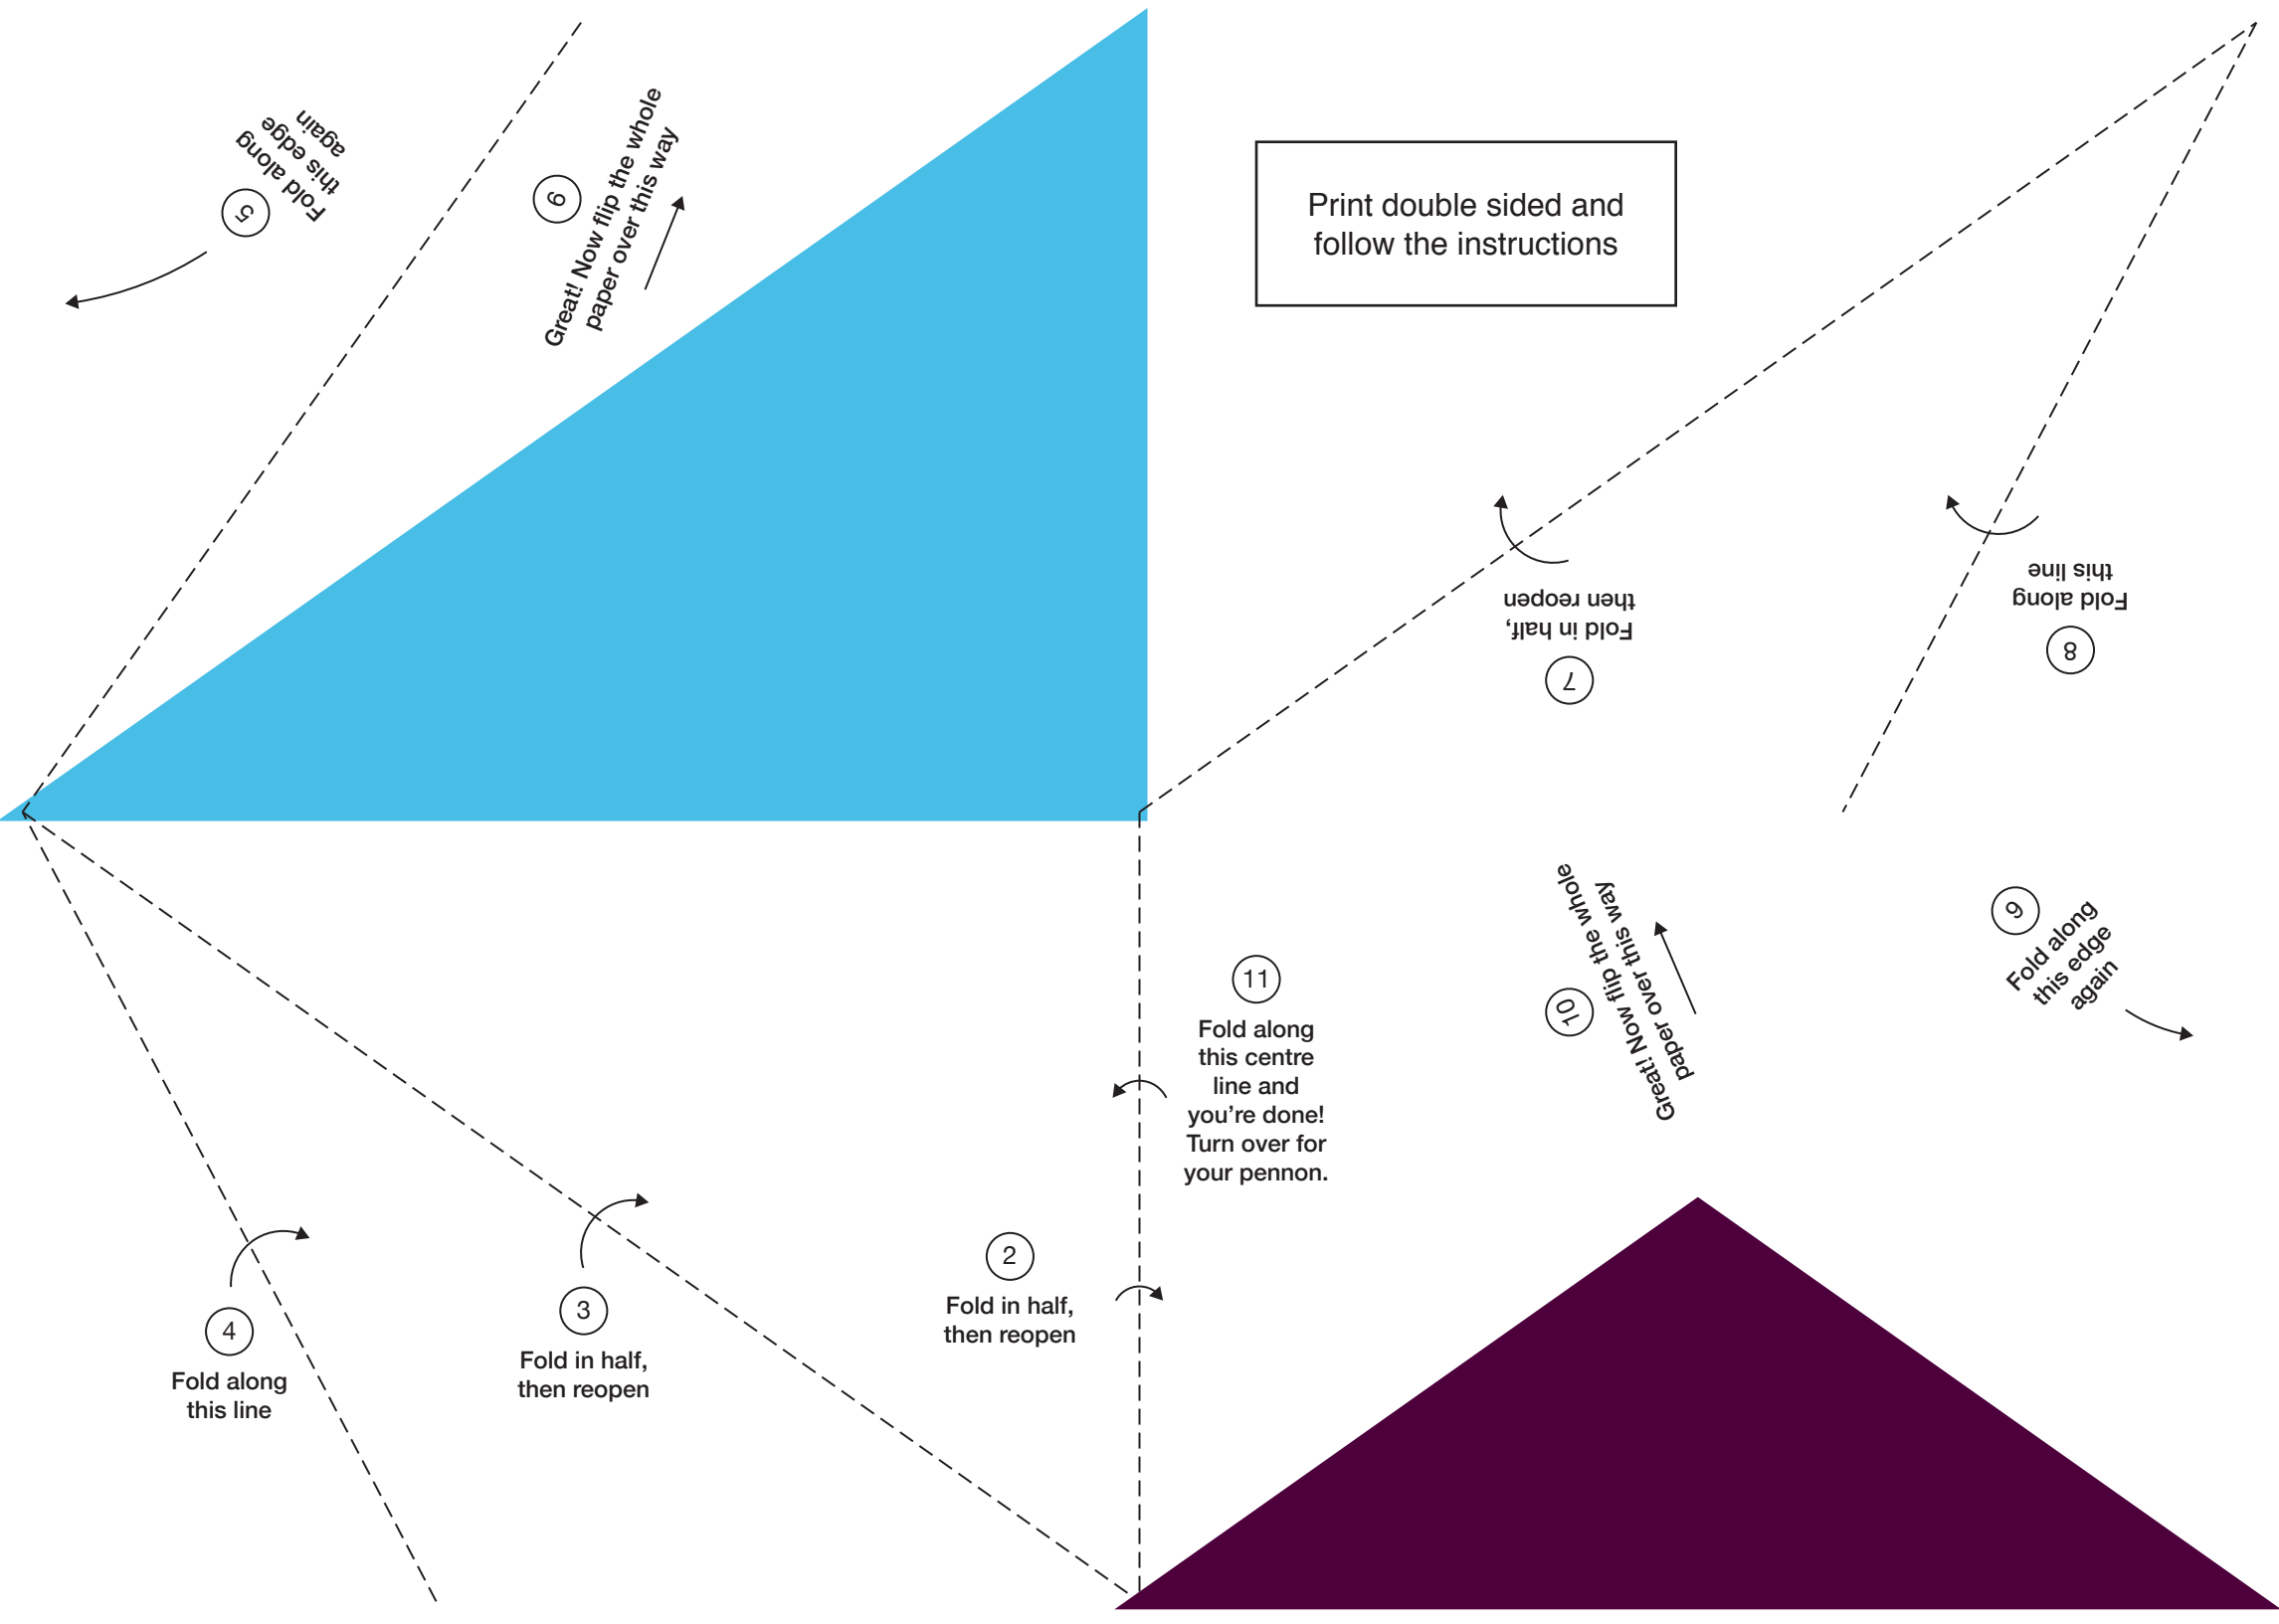 5
Fold along
this edge
again
6
Great! Now flip the whole
paper over this way
Print double sided and
follow the instructions
7
Fold in half,
then reopen
8
Fold along
this line
9
Fold along
this edge
again
10
Great! Now flip the whole
paper over this way
11
Fold along
this centre
line and
you're done!
Turn over for
your pennon.
2
Fold in half,
then reopen
3
Fold in half,
then reopen
4
Fold along
this line